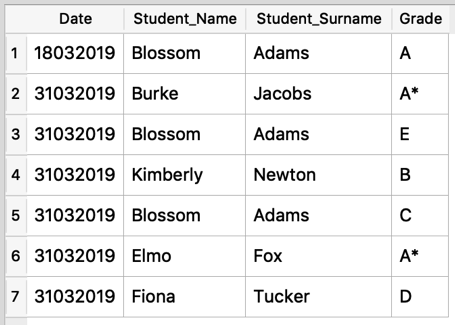 Date Student_Name Student_Surname Grade
1 18032019 Blossom Adams A
2 31032019 Burke Jacobs A*
3 31032019 Blossom Adams E
4 31032019 Kimberly Newton B
5 31032019 Blossom Adams C
6 31032019 Elmo Fox A*
7 31032019 Fiona Tucker D